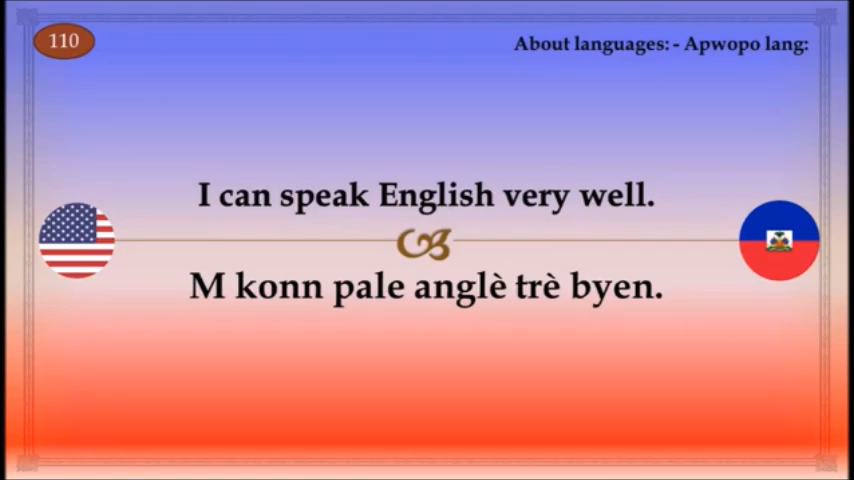 110
About languages: - Apwopo lang:
I can speak English very well.
M konn pale anglè trè byen.